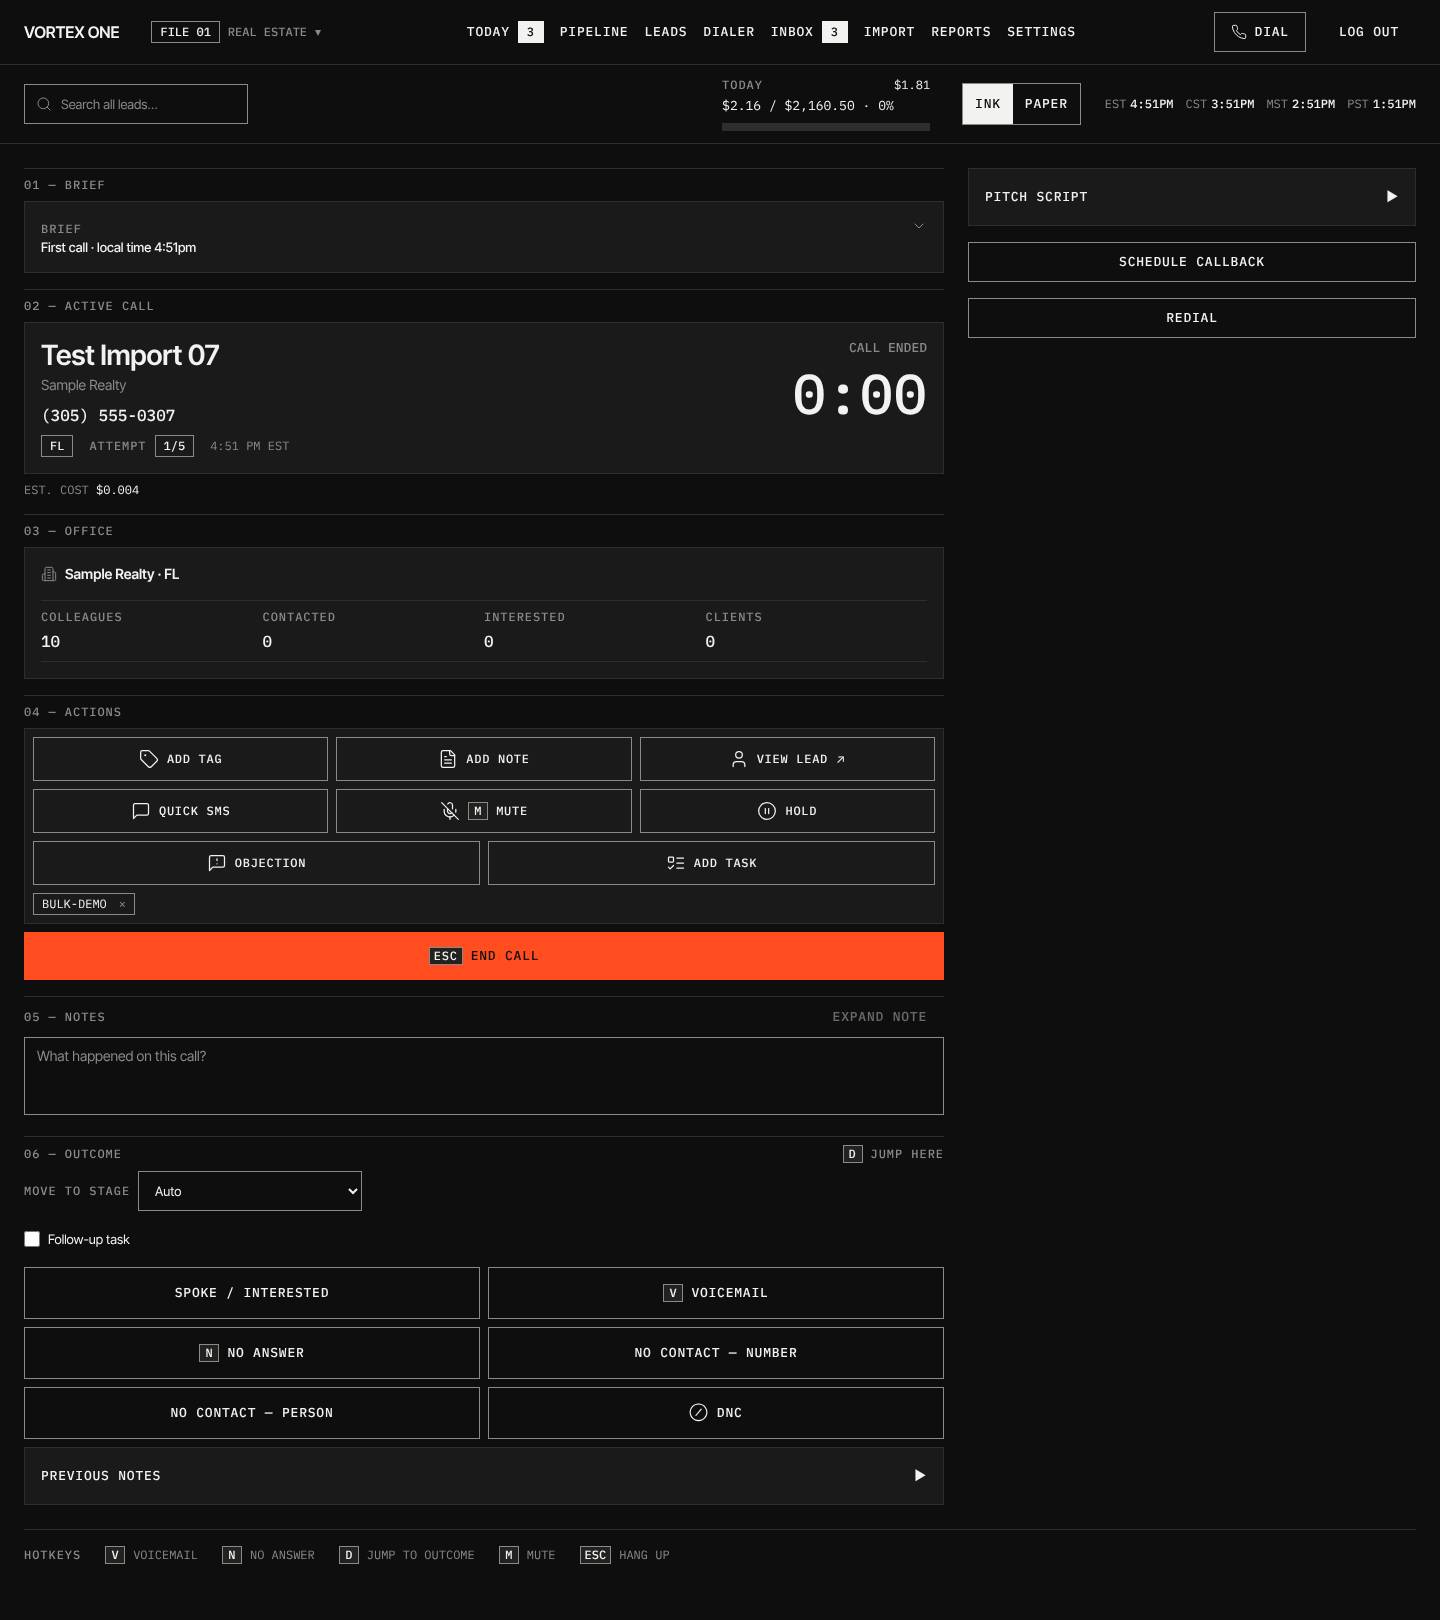 VORTEX ONE
FILE 01 REAL ESTATE ▾
TODAY 3 PIPELINE LEADS DIALER INBOX 3 IMPORT REPORTS SETTINGS
DIAL
LOG OUT
Search all leads…
TODAY $1.81
$2.16 / $2,160.50 · 0%
INK PAPER
EST 4:51PM CST 3:51PM MST 2:51PM PST 1:51PM
01 — BRIEF
BRIEF
First call · local time 4:51pm
02 — ACTIVE CALL
Test Import 07
Sample Realty
(305) 555-0307
FL ATTEMPT 1/5 4:51 PM EST
CALL ENDED
0:00
EST. COST $0.004
03 — OFFICE
Sample Realty · FL
COLLEAGUES CONTACTED INTERESTED CLIENTS
10 0 0 0
04 — ACTIONS
ADD TAG ADD NOTE VIEW LEAD ↗
QUICK SMS M MUTE HOLD
OBJECTION ADD TASK
BULK-DEMO ×
ESC END CALL
05 — NOTES EXPAND NOTE
What happened on this call?
06 — OUTCOME D JUMP HERE
MOVE TO STAGE Auto
Follow-up task
SPOKE / INTERESTED V VOICEMAIL
N NO ANSWER NO CONTACT — NUMBER
NO CONTACT — PERSON DNC
PREVIOUS NOTES ▶
PITCH SCRIPT ▶
SCHEDULE CALLBACK
REDIAL
HOTKEYS V VOICEMAIL N NO ANSWER D JUMP TO OUTCOME M MUTE ESC HANG UP